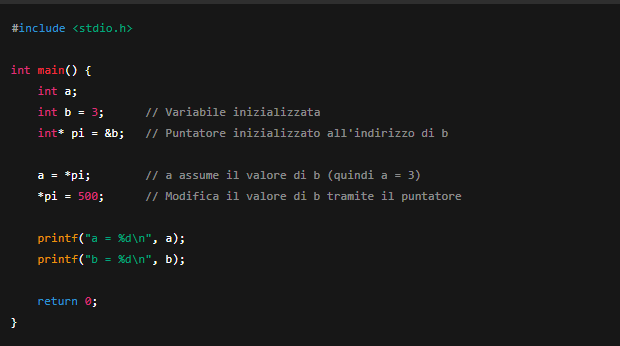 #include <stdio.h>
int main() {
    int a;
    int b = 3;      // Variabile inizializzata
    int* pi = &b;   // Puntatore inizializzato all'indirizzo di b
    a = *pi;        // a assume il valore di b (quindi a = 3)
    *pi = 500;      // Modifica il valore di b tramite il puntatore
    printf("a = %d\n", a);
    printf("b = %d\n", b);
    return 0;
}